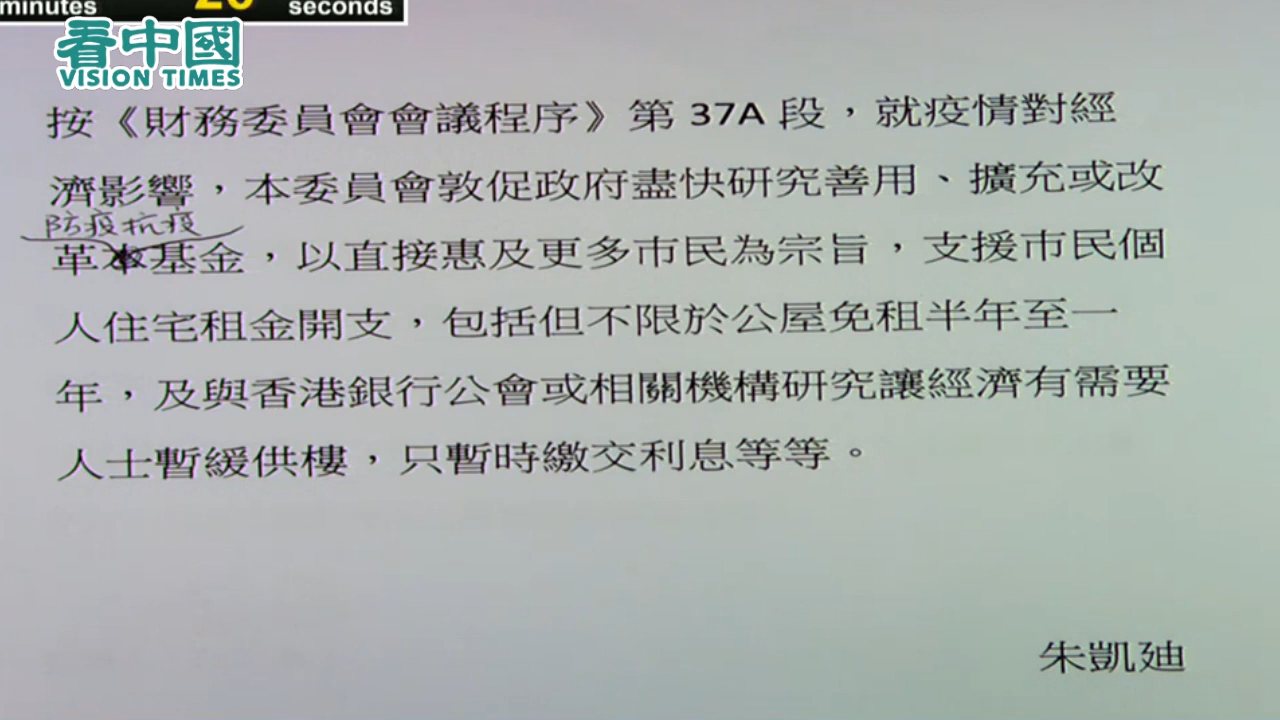 minutes 20 seconds
看中國
VISION TIMES
按《財務委員會會議程序》第 37A 段，就疫情對經
濟影響，本委員會敦促政府盡快研究善用、擴充或改
防疫抗疫
革本基金，以直接惠及更多市民為宗旨，支援市民個
人住宅租金開支，包括但不限於公屋免租半年至一
年，及與香港銀行公會或相關機構研究讓經濟有需要
人士暫緩供樓，只暫時繳交利息等等。
朱凱廸